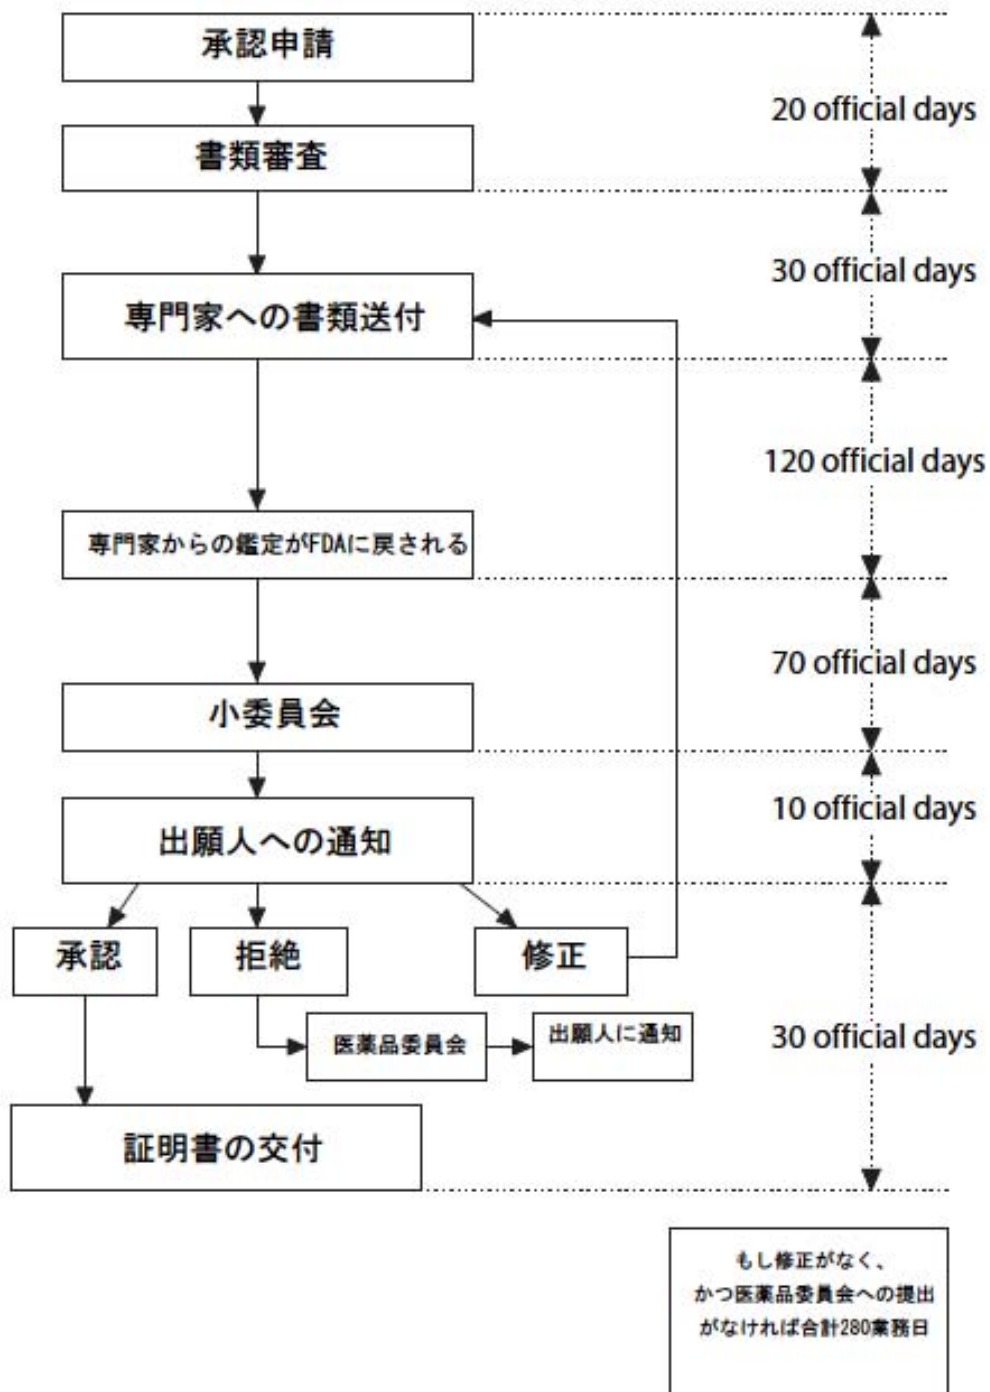 承認申請
20 official days
書類審査
30 official days
専門家への書類送付
120 official days
専門家からの鑑定がFDAに戻される
70 official days
小委員会
10 official days
出願人への通知
承認
拒絶
修正
30 official days
医薬品委員会
出願人に通知
証明書の交付
もし修正がなく、
かつ医薬品委員会への提出
がなければ合計280業務日